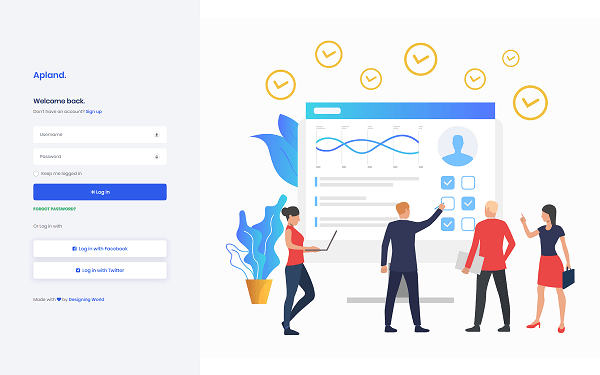 Apland.
Welcome back.
Don't have an account? Sign up
Username
Password
Keep me logged in
Log in
FORGOT PASSWORD?
Or Log in with
Log in with Facebook
Log in with Twitter
Made with by Designing World